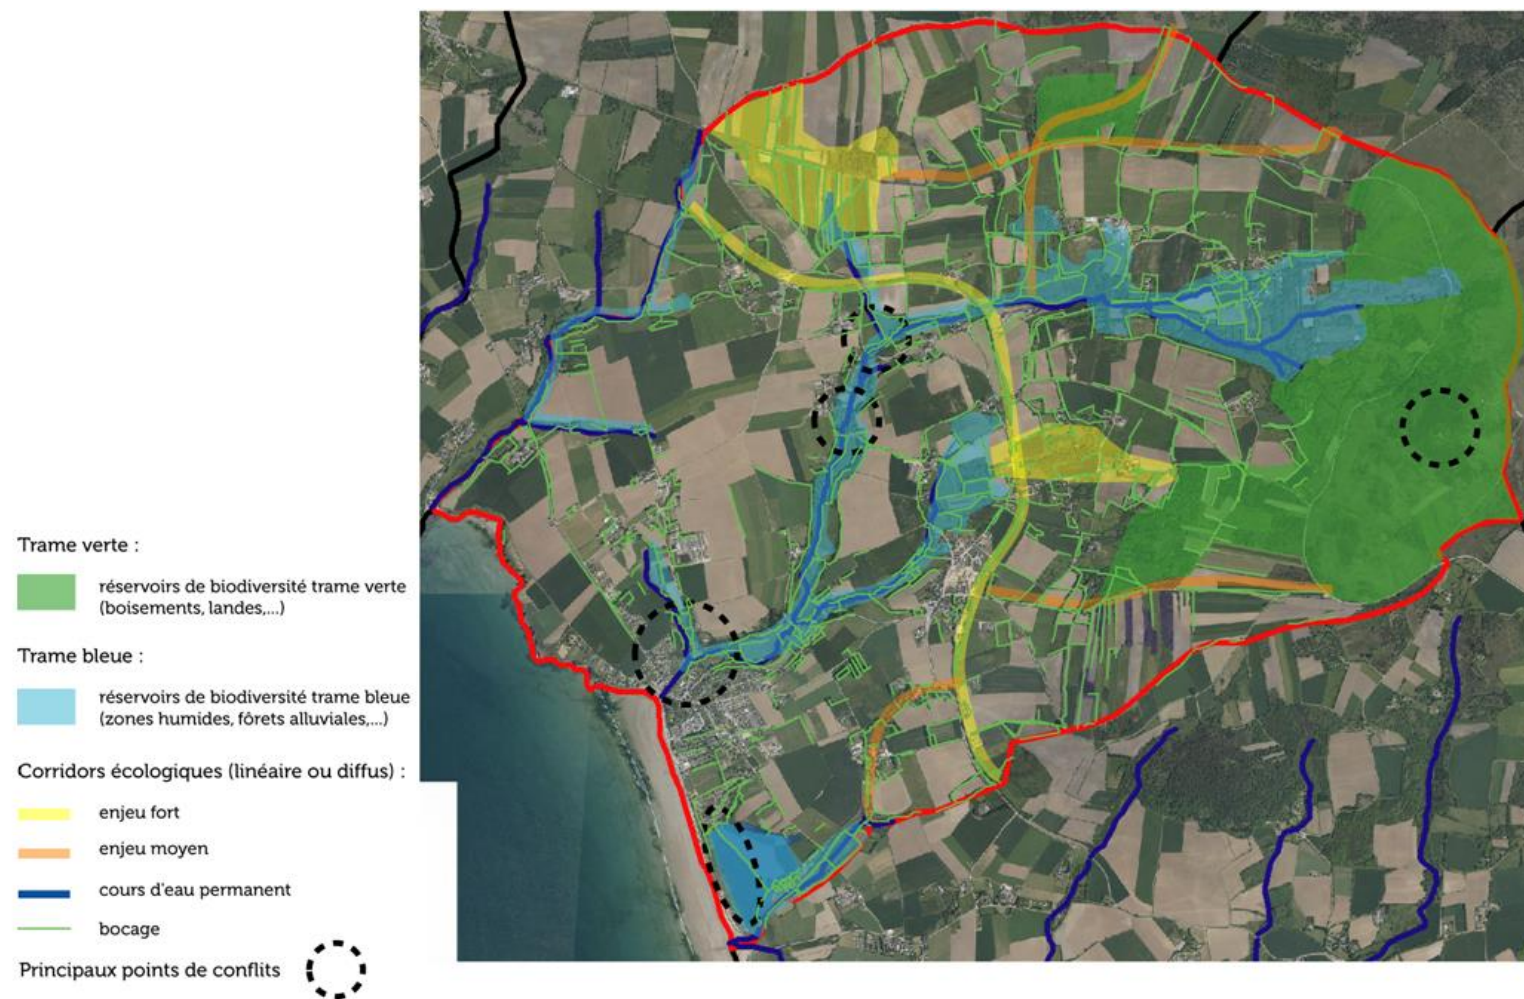 Trame verte :
réservoirs de biodiversité trame verte
(boisements, landes,...)
Trame bleue :
réservoirs de biodiversité trame bleue
(zones humides, fôrets alluviales,...)
Corridors écologiques (linéaire ou diffus) :
enjeu fort
enjeu moyen
cours d'eau permanent
bocage
Principaux points de conflits